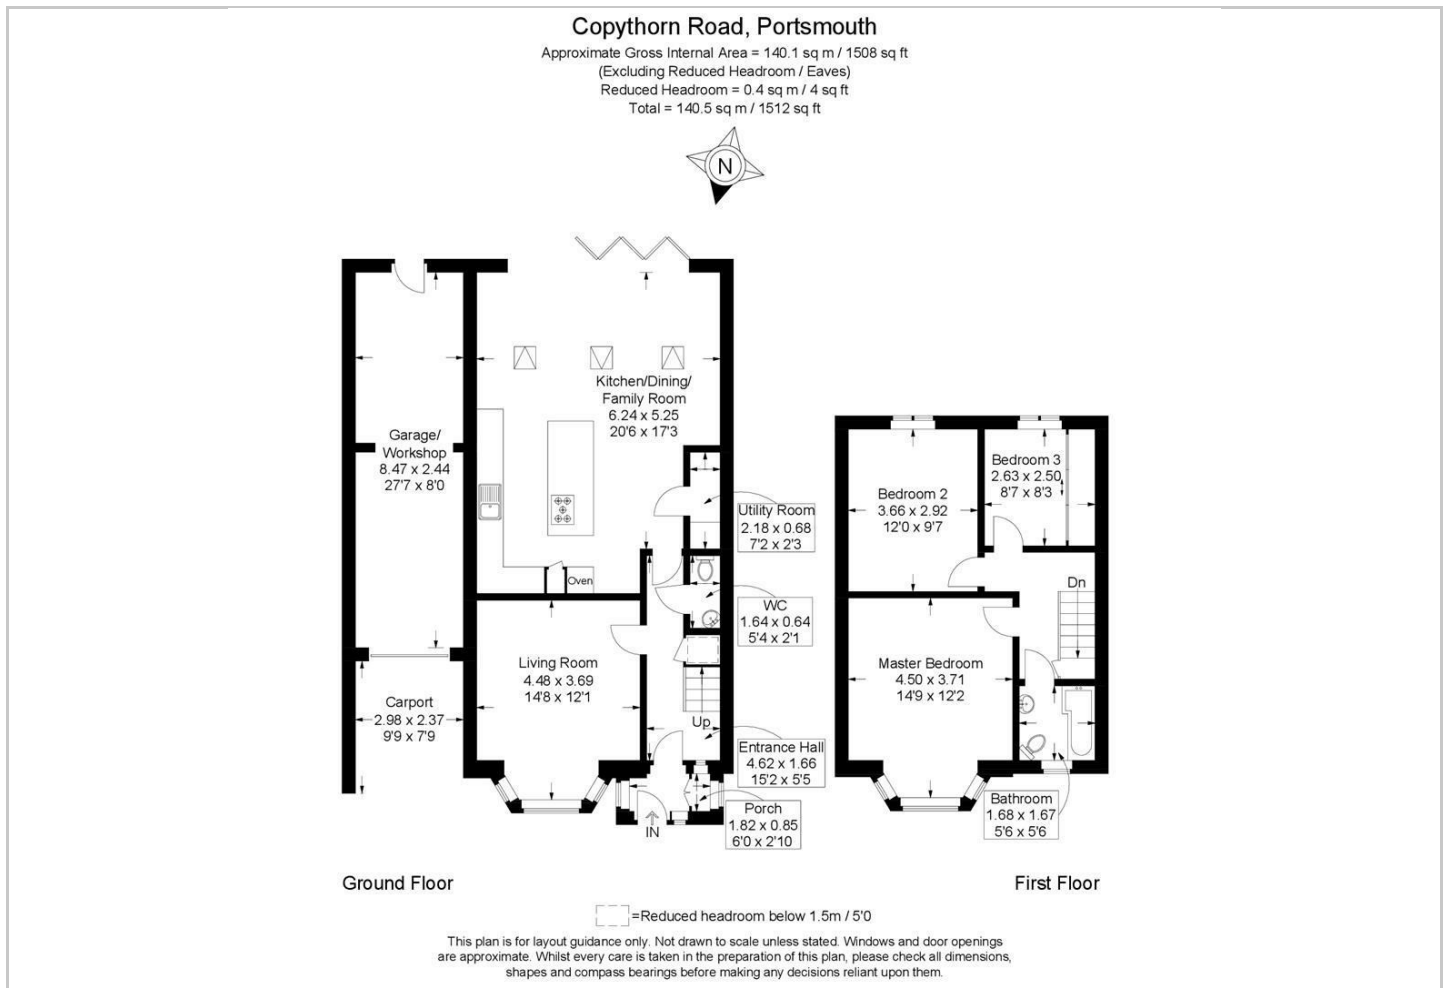 Copythorn Road, Portsmouth
Approximate Gross Internal Area = 140.1 sq m / 1508 sq ft
(Excluding Reduced Headroom / Eaves)
Reduced Headroom = 0.4 sq m / 4 sq ft
Total = 140.5 sq m / 1512 sq ft
N
Kitchen/Dining/
Family Room
6.24 x 5.25
20'6 x 17'3
Garage/
Workshop
8.47 x 2.44
27'7 x 8'0
Utility Room
2.18 x 0.68
7'2 x 2'3
Oven
WC
1.64 x 0.64
5'4 x 2'1
Living Room
4.48 x 3.69
14'8 x 12'1
Carport
2.98 x 2.37
9'9 x 7'9
Up
Entrance Hall
4.62 x 1.66
15'2 x 5'5
Porch
1.82 x 0.85
6'0 x 2'10
IN
Bedroom 3
2.63 x 2.50
8'7 x 8'3
Bedroom 2
3.66 x 2.92
12'0 x 9'7
Dn
Master Bedroom
4.50 x 3.71
14'9 x 12'2
Bathroom
1.68 x 1.67
5'6 x 5'6
Ground Floor
First Floor
=Reduced headroom below 1.5m / 5'0
This plan is for layout guidance only. Not drawn to scale unless stated. Windows and door openings
are approximate. Whilst every care is taken in the preparation of this plan, please check all dimensions,
shapes and compass bearings before making any decisions reliant upon them.